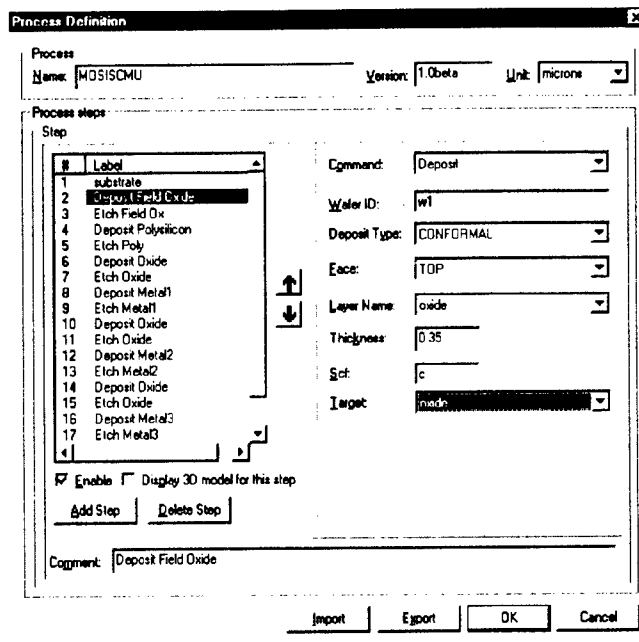 Process Definition
Process
Name: MOSISCMU
Version: 1.0beta
Unit: microns
Process steps
Step
# Label
1 substrate
2 Deposit Field Oxide
3 Etch Field Ox
4 Deposit Polysilicon
5 Etch Poly
6 Deposit Oxide
7 Etch Oxide
8 Deposit Metal1
9 Etch Metal1
10 Deposit Oxide
11 Etch Oxide
12 Deposit Metal2
13 Etch Metal2
14 Deposit Oxide
15 Etch Oxide
16 Deposit Metal3
17 Etch Metal3
Enable
Display 3D model for this step
Add Step
Delete Step
Command: Deposit
Wafer ID: w1
Deposit Type: CONFORMAL
Face: TOP
Layer Name: oxide
Thickness: 0.35
Scf: c
Target: oxide
Comment: Deposit Field Oxide
Import
Export
OK
Cancel